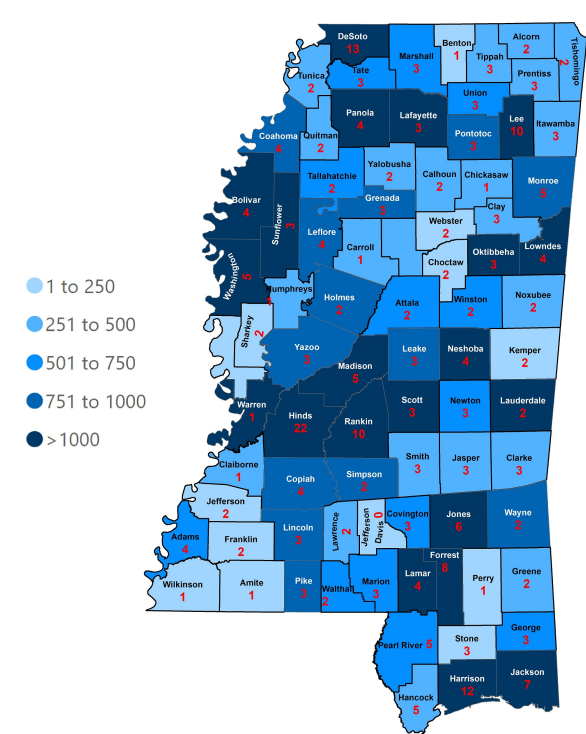 DeSoto
13
Benton
1
Alcorn
2
Tippah
3
Tishomingo
2
Marshall
3
Tate
3
Tunica
2
Prentiss
3
Union
3
Panola
4
Lafayette
3
Lee
10
Itawamba
3
Coahoma
4
Quitman
2
Pontotoc
3
Yalobusha
2
Tallahatchie
2
Calhoun
2
Chickasaw
1
Monroe
5
Bolivar
4
Sunflower
3
Grenada
3
Clay
3
Webster
2
Leflore
4
Carroll
1
Oktibbeha
3
Lowndes
4
Choctaw
2
Washington
5
Humphreys
Holmes
2
Attala
2
Winston
2
Noxubee
2
1 to 250
251 to 500
501 to 750
751 to 1000
>1000
Sharkey
2
Yazoo
3
Leake
3
Neshoba
4
Kemper
2
Madison
5
Warren
1
Hinds
22
Rankin
10
Scott
3
Newton
3
Lauderdale
2
Claiborne
1
Copiah
4
Simpson
2
Smith
3
Jasper
3
Clarke
3
Jefferson
2
Adams
4
Franklin
2
Lincoln
3
Lawrence
2
Jefferson
Davis
0
Covington
3
Jones
6
Wayne
2
Wilkinson
1
Amite
1
Pike
3
Walthal
2
Marion
3
Lamar
4
Forrest
8
Perry
1
Greene
2
Pearl River 5
Stone
3
George
3
Hancock
5
Harrison
12
Jackson
7